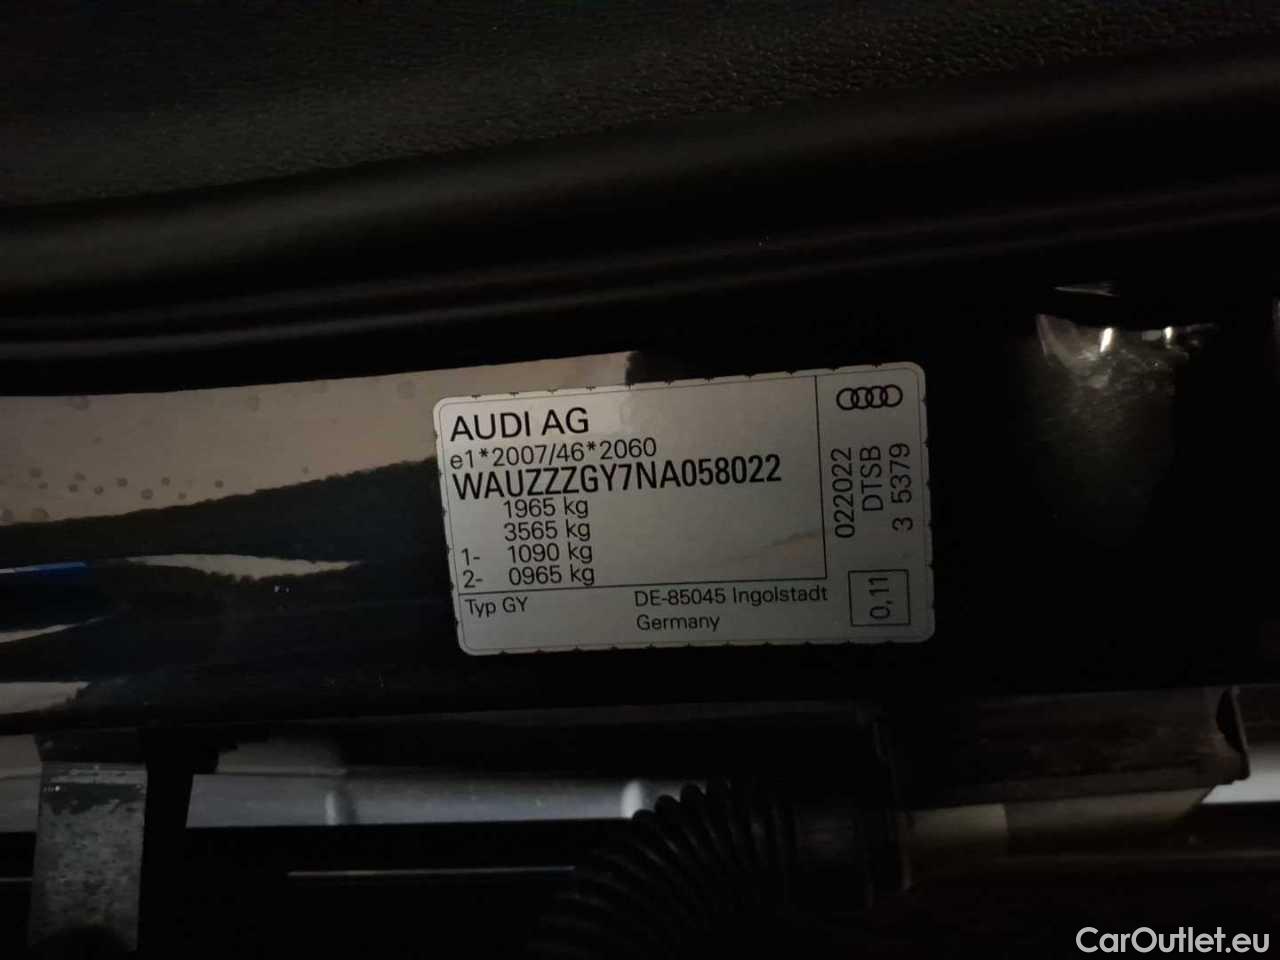 AUDI AG
e1*2007/46*2060
WAUZZZGY7NA058022
1965 kg
3565 kg
1- 1090 kg
2- 0965 kg
Typ GY
DE-85045 Ingolstadt
Germany
022022
DTSB
3 5379
0,11
CarOutlet.eu